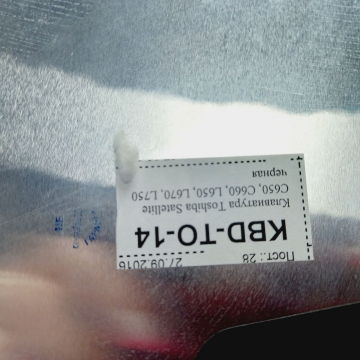 Пост.: 28 27.09.2016
KBD-TO-14
Клавиатура Toshiba Satellite
C650, C660, L650, L670, L750
черная